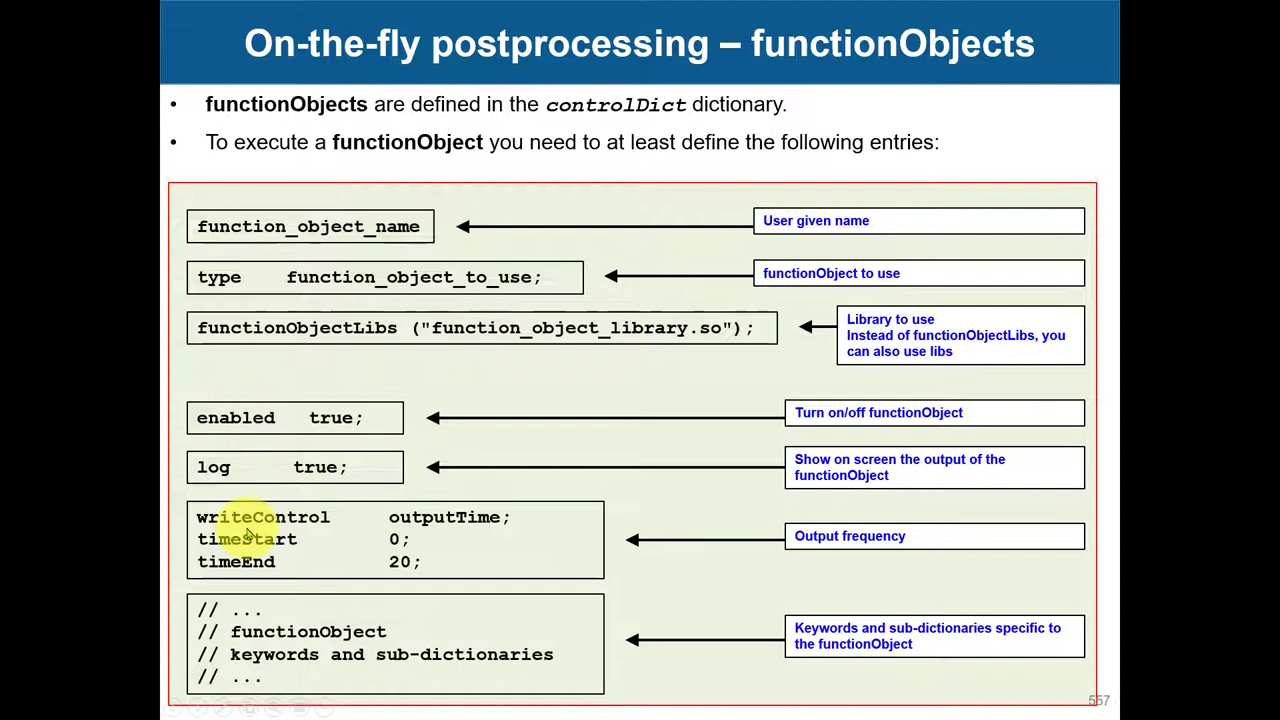 On-the-fly postprocessing – functionObjects
• functionObjects are defined in the controlDict dictionary.
• To execute a functionObject you need to at least define the following entries:
function_object_name
User given name
type function_object_to_use;
functionObject to use
functionObjectLibs ("function_object_library.so");
Library to use
Instead of functionObjectLibs, you
can also use libs
enabled true;
Turn on/off functionObject
log true;
Show on screen the output of the
functionObject
writeControl outputTime;
timeStart 0;
timeEnd 20;
Output frequency
// ...
// functionObject
// keywords and sub-dictionaries
// ...
Keywords and sub-dictionaries specific to
the functionObject
557